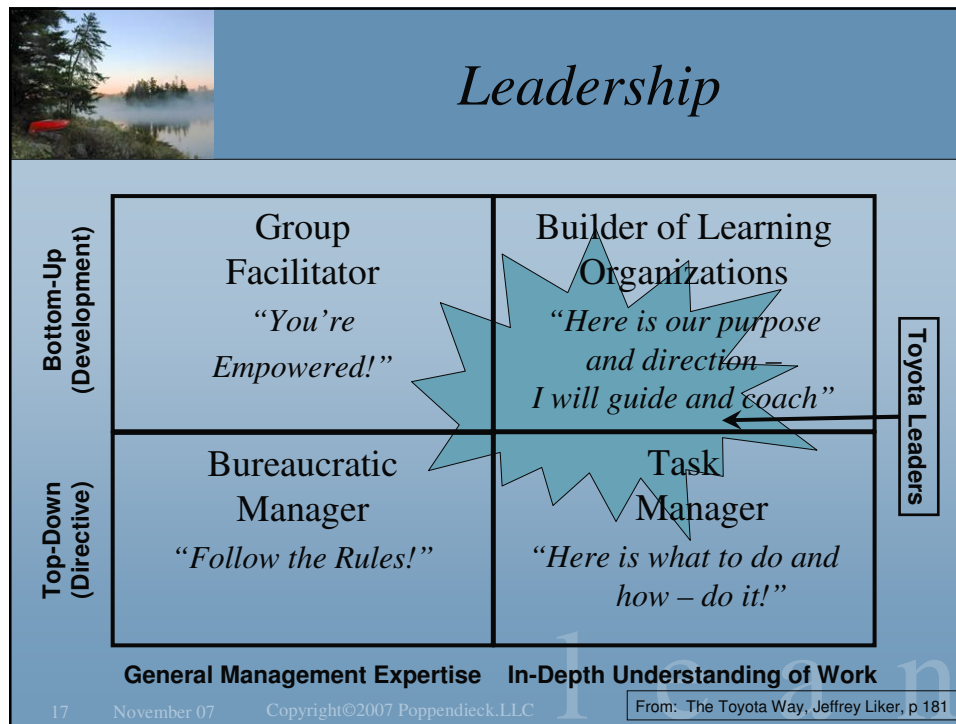 Leadership
Bottom-Up
(Development)
Group
Facilitator
“You’re
Empowered!”
Builder of Learning
Organizations
“Here is our purpose
and direction –
I will guide and coach”
Toyota Leaders
Top-Down
(Directive)
Bureaucratic
Manager
“Follow the Rules!”
Task
Manager
“Here is what to do and
how – do it!”
General Management Expertise
In-Depth Understanding of Work
17
November 07
Copyright©2007 Poppendieck.LLC
l e a n
From: The Toyota Way, Jeffrey Liker, p 181